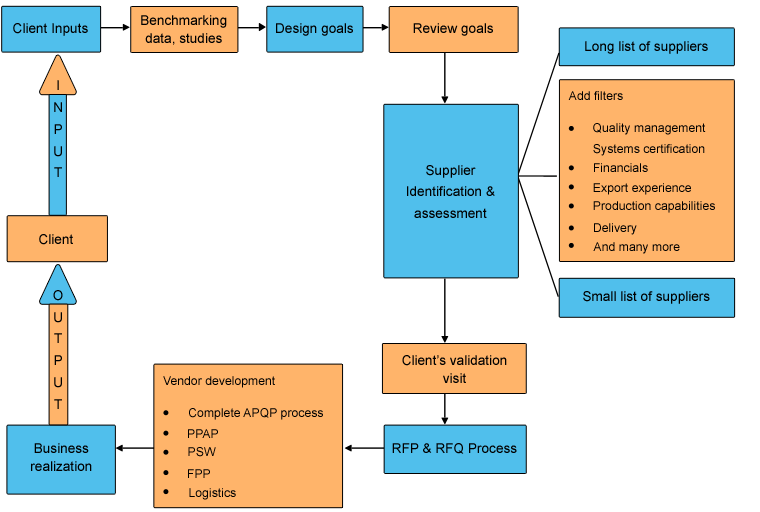 Client Inputs
Benchmarking
data, studies
Design goals
Review goals
Long list of suppliers
Add filters
• Quality management
Systems certification
• Financials
• Export experience
• Production capabilities
• Delivery
• And many more
Small list of suppliers
Supplier
Identification &
assessment
INPUT
Client
OUTPUT
Client's validation
visit
RFP & RFQ Process
Vendor development
• Complete APQP process
• PPAP
• PSW
• FPP
• Logistics
Business
realization